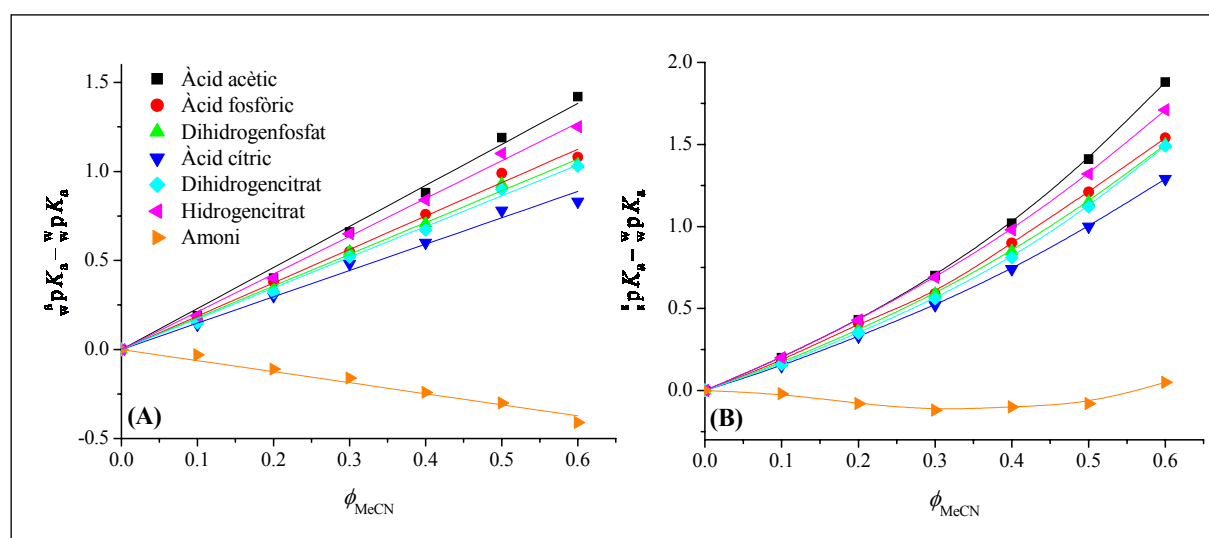 1.5
1.0
0.5
0.0
-0.5
Àcid acètic
Àcid fosfòric
Dihidrogenfosfat
Àcid cítric
Dihidrogencitrat
Hidrogencitrat
Amoni
(A)
0.0 0.1 0.2 0.3 0.4 0.5 0.6
ϕMeCN
2.0
1.5
1.0
0.5
0.0
(B)
0.0 0.1 0.2 0.3 0.4 0.5 0.6
ϕMeCN